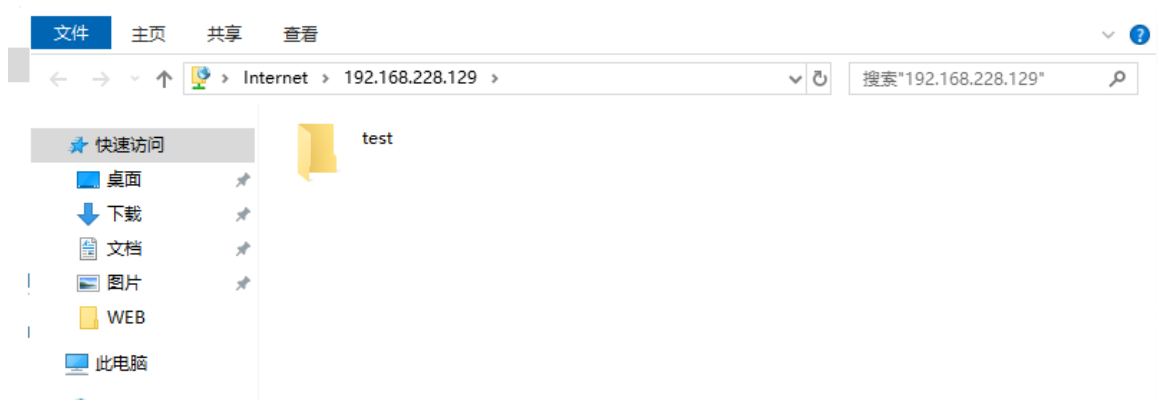 文件 主页 共享 查看
Internet 192.168.228.129 搜索"192.168.228.129"
快速访问
test
桌面
下载
文档
图片
WEB
此电脑